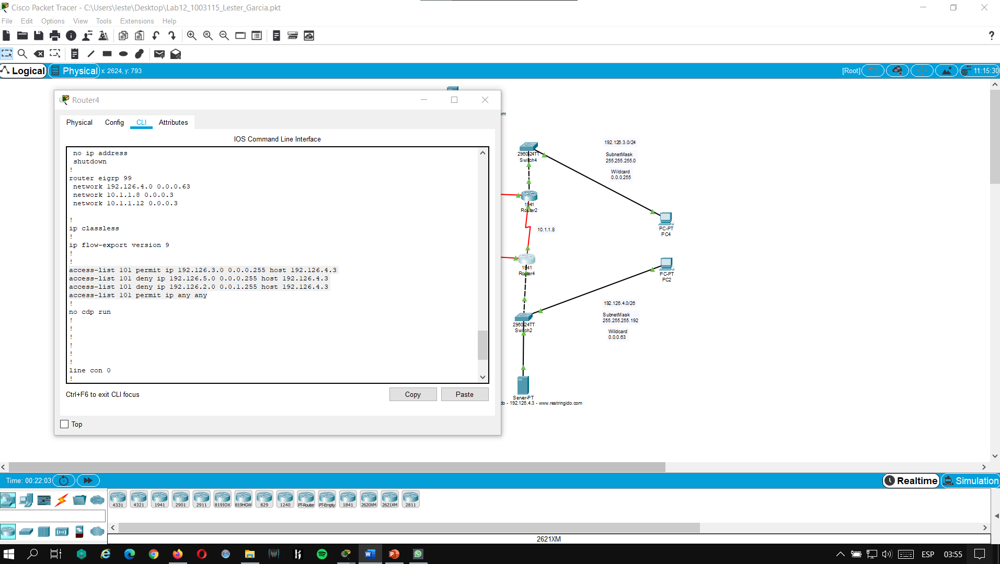 Cisco Packet Tracer - C:\Users\leste\Desktop\Lab12_1003115_Lester_Garcia.pkt
File Edit Options View Tools Extensions Help
Logical Physical x: 2624, y: 793 [Root] 11:15:30
Router4
Physical Config CLI Attributes
IOS Command Line Interface
no ip address
shutdown
!
router eigrp 99
network 192.126.4.0 0.0.0.63
network 10.1.1.8 0.0.0.3
network 10.1.1.12 0.0.0.3
!
ip classless
!
ip flow-export version 9
!
!
access-list 101 permit ip 192.126.3.0 0.0.0.255 host 192.126.4.3
access-list 101 deny ip 192.126.5.0 0.0.0.255 host 192.126.4.3
access-list 101 deny ip 192.126.2.0 0.0.1.255 host 192.126.4.3
access-list 101 permit ip any any
!
no cdp run
!
!
!
!
!
!
line con 0
!
Ctrl+F6 to exit CLI focus
Copy Paste
Top
om
2960-24TT
Switch4
192.126.3.0/24
SubnetMask
255.255.255.0
Wildcard
0.0.0.255
1941
Router2
10.1.1.8
PC-PT
PC4
1941
Router4
PC-PT
PC2
192.126.4.0/26
SubnetMask
255.255.255.192
Wildcard
0.0.0.63
2960-24TT
Switch2
Server-PT
do - 192.126.4.3 - www.restringido.com
Time: 00:22:03
Realtime Simulation
4331 4321 1941 2901 2911 819IOX 819HGW 829 1240 PT-Router PT-Empty 1841 2620XM 2621XM 2811
2621XM
ESP 03:55